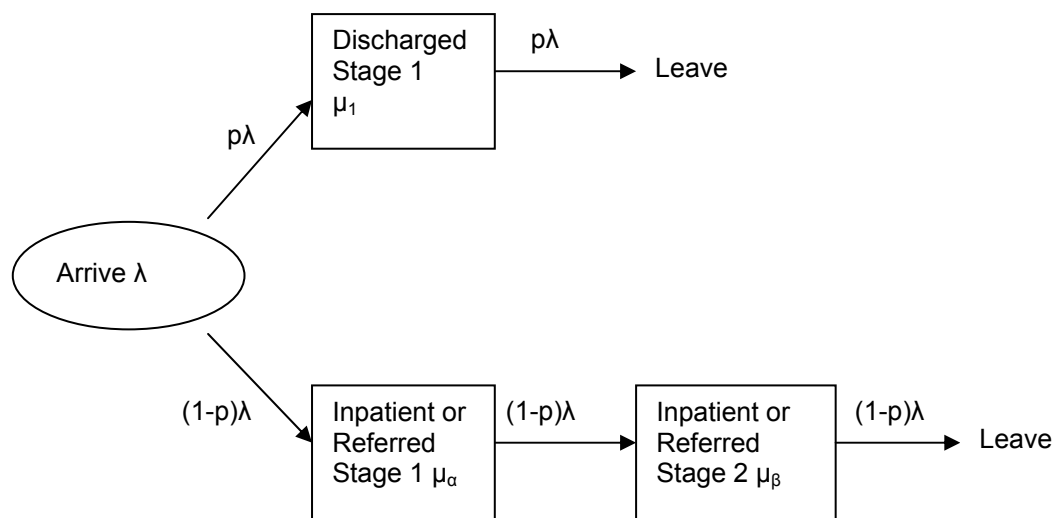 Discharged
Stage 1
μ₁
pλ
Leave
pλ
Arrive λ
(1-p)λ
Inpatient or
Referred
Stage 1 μα
(1-p)λ
Inpatient or
Referred
Stage 2 μβ
(1-p)λ
Leave